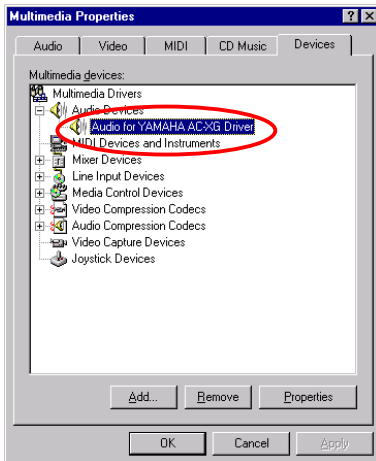 Multimedia Properties
Audio Video MIDI CD Music Devices
Multimedia devices:
Multimedia Drivers
Audio Devices
Audio for YAMAHA AC-XG Driver
MIDI Devices and Instruments
Mixer Devices
Line Input Devices
Media Control Devices
Video Compression Codecs
Audio Compression Codecs
Video Capture Devices
Joystick Devices
Add... Remove Properties
OK Cancel Apply